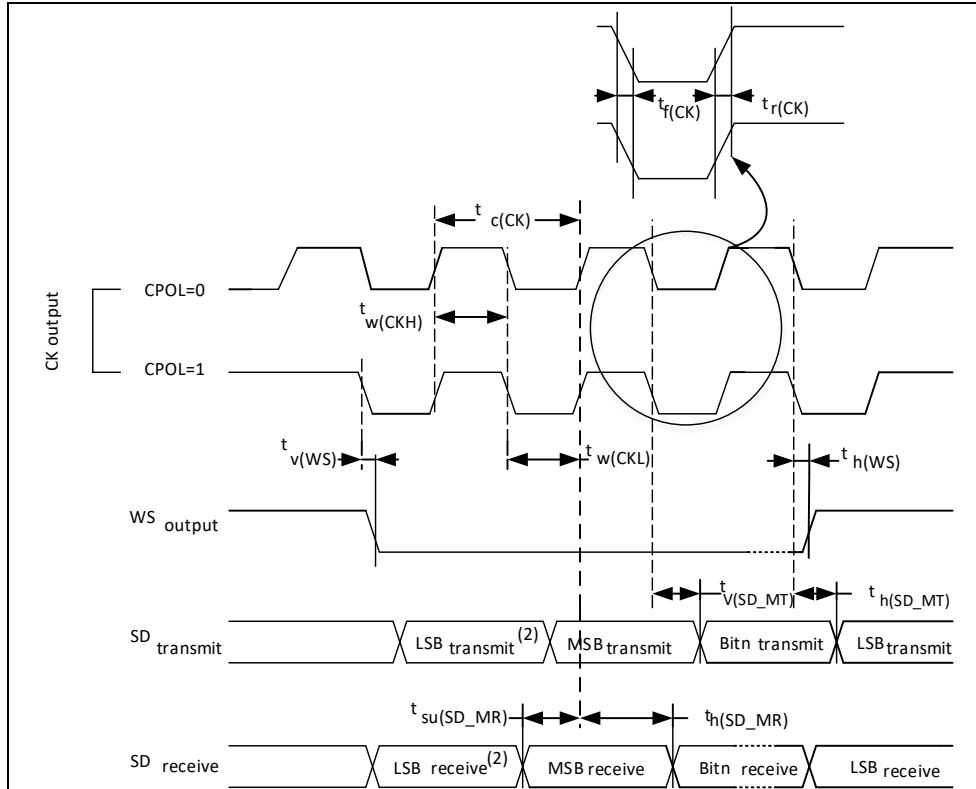 tf(CK)
tr(CK)
tc(CK)
CK output
CPOL=0
tw(CKH)
CPOL=1
tv(WS)
tw(CKL)
th(WS)
WS output
tV(SD_MT)
th(SD_MT)
SD transmit
LSB transmit(2)
MSB transmit
Bitn transmit
LSB transmit
tsu(SD_MR)
th(SD_MR)
SD receive
LSB receive(2)
MSB receive
Bitn receive
LSB receive